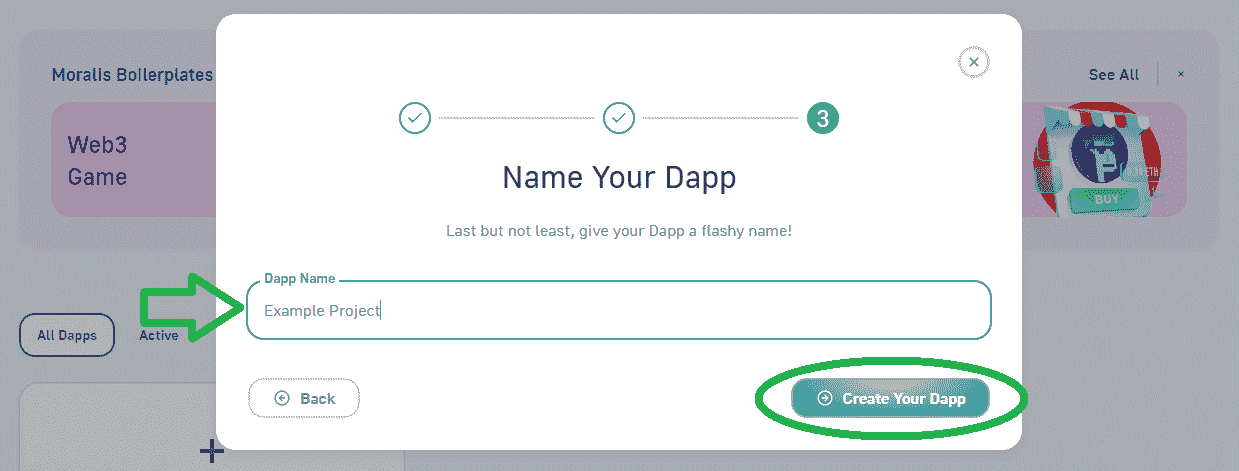 Moralis Boilerplates
See All
×
Web3
Game
3
Name Your Dapp
BUY
Last but not least, give your Dapp a flashy name!
Dapp Name
Example Project
All Dapps
Active
Back
Create Your Dapp